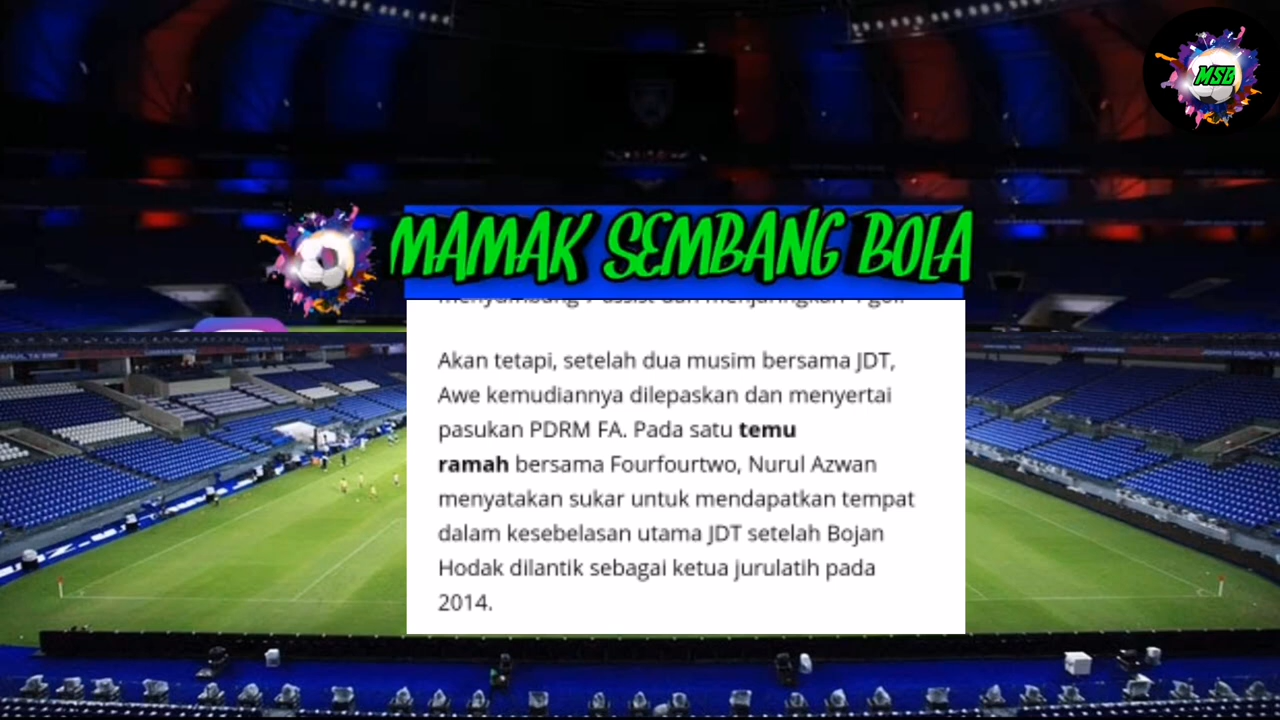 MSB
MAMAK SEMBANG BOLA
Akan tetapi, setelah dua musim bersama JDT,
Awe kemudiannya dilepaskan dan menyertai
pasukan PDRM FA. Pada satu temu
ramah bersama Fourfourtwo, Nurul Azwan
menyatakan sukar untuk mendapatkan tempat
dalam kesebelasan utama JDT setelah Bojan
Hodak dilantik sebagai ketua jurulatih pada
2014.